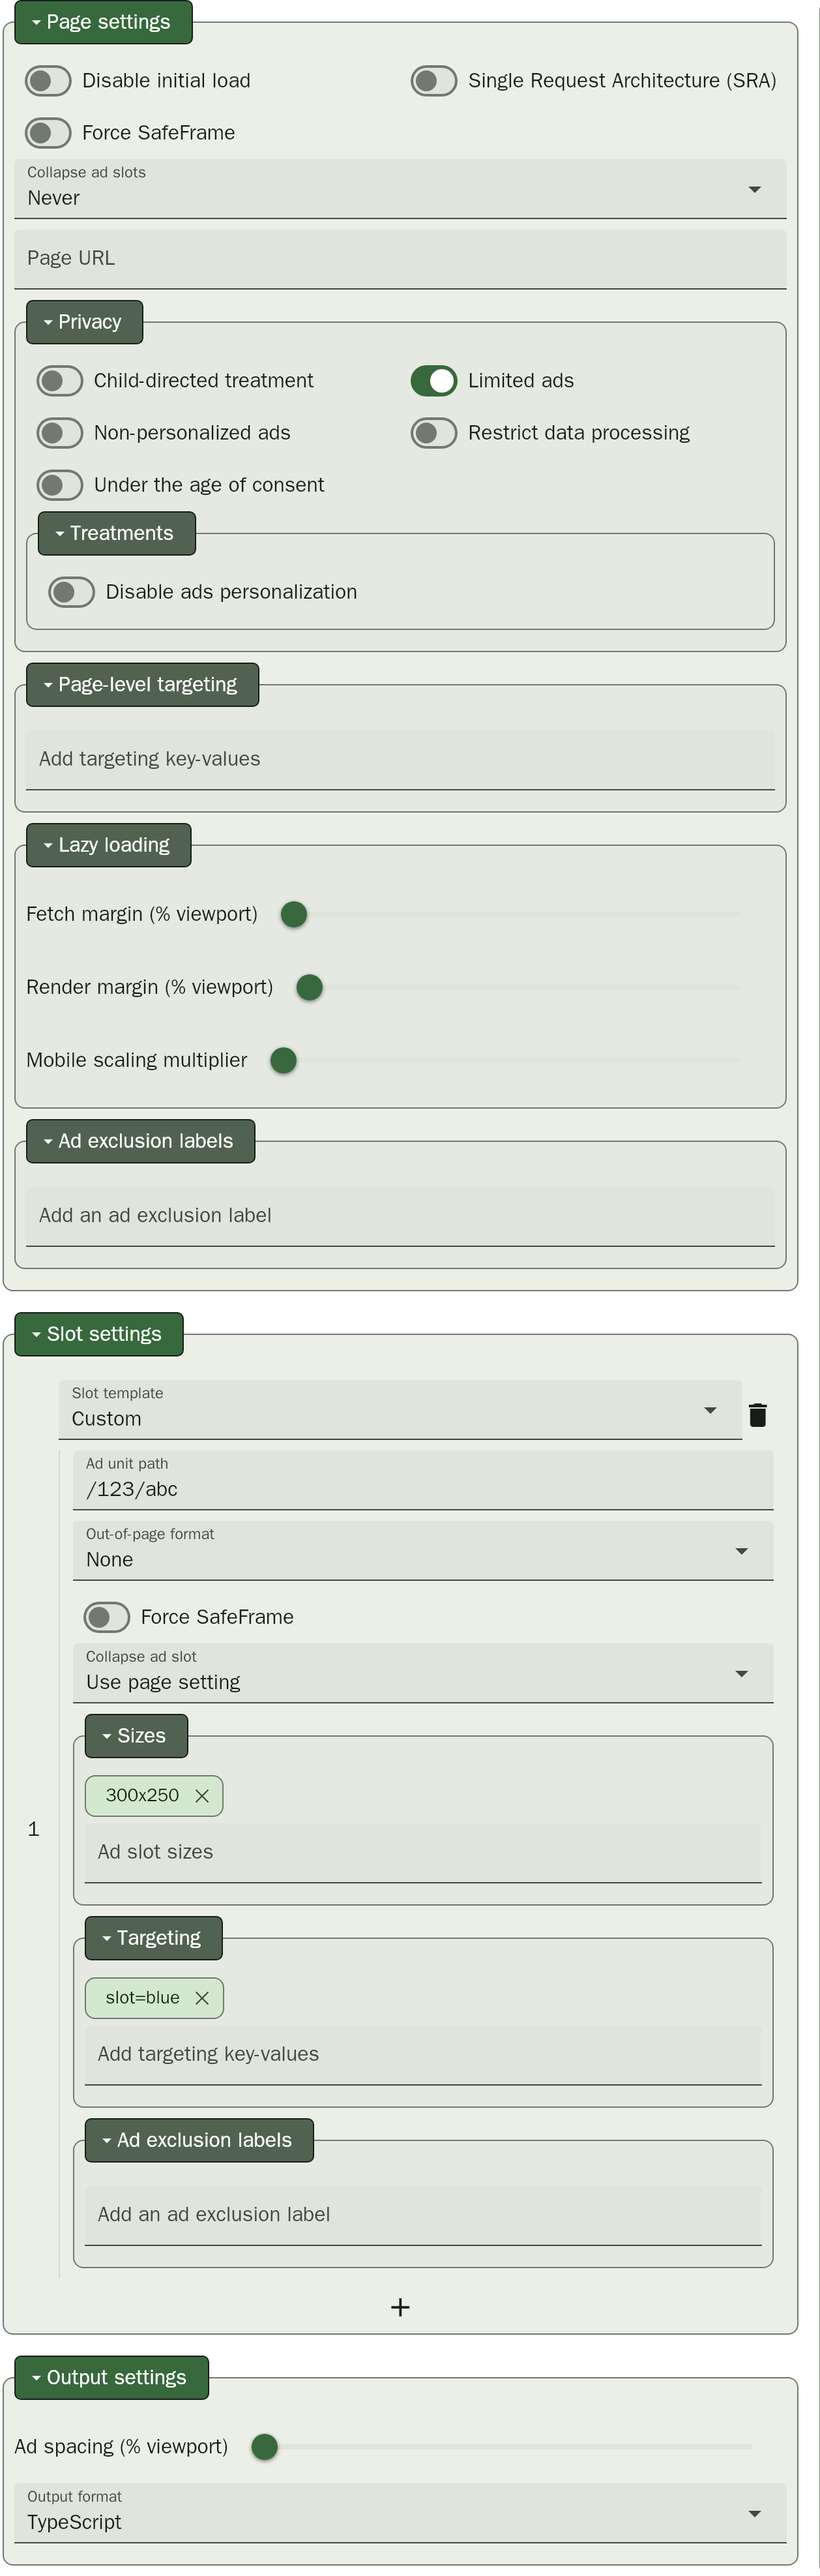 Page settings
Disable initial load
Single Request Architecture (SRA)
Force SafeFrame
Collapse ad slots
Never
Page URL
Privacy
Child-directed treatment
Limited ads
Non-personalized ads
Restrict data processing
Under the age of consent
Treatments
Disable ads personalization
Page-level targeting
Add targeting key-values
Lazy loading
Fetch margin (% viewport)
Render margin (% viewport)
Mobile scaling multiplier
Ad exclusion labels
Add an ad exclusion label
Slot settings
Slot template
Custom
Ad unit path
/123/abc
Out-of-page format
None
Force SafeFrame
Collapse ad slot
Use page setting
Sizes
300x250
1
Ad slot sizes
Targeting
slot=blue
Add targeting key-values
Ad exclusion labels
Add an ad exclusion label
Output settings
Ad spacing (% viewport)
Output format
TypeScript